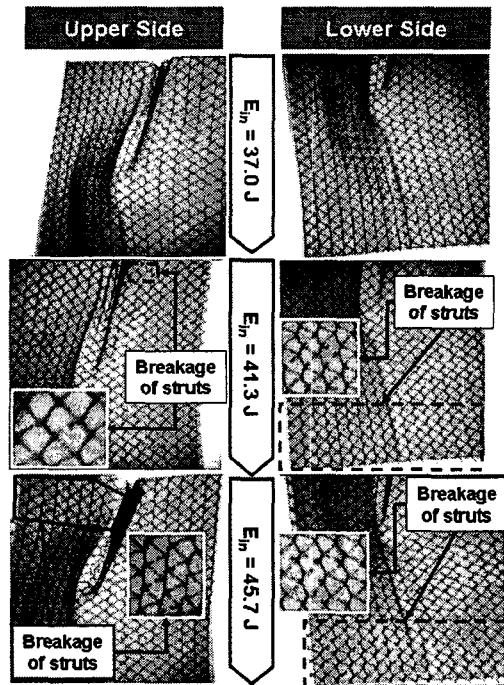 Upper Side
Lower Side
E_in = 37.0 J
Breakage
of struts
E_in = 41.3 J
Breakage
of struts
Breakage
of struts
E_in = 45.7 J
Breakage
of struts